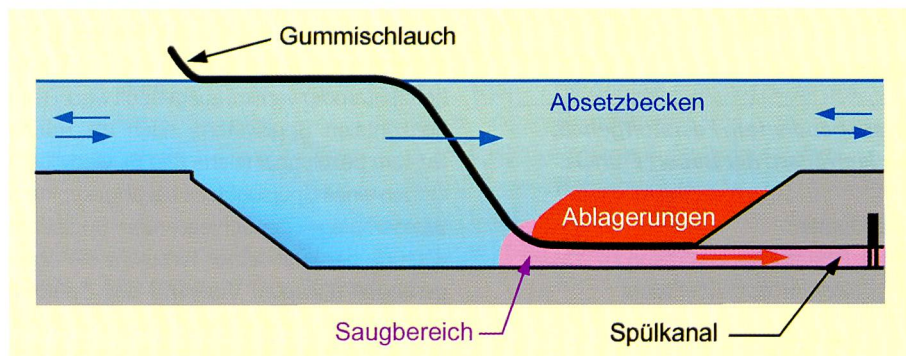 Gummischlauch
Absetzbecken
Ablagerungen
Saugbereich
Spülkanal